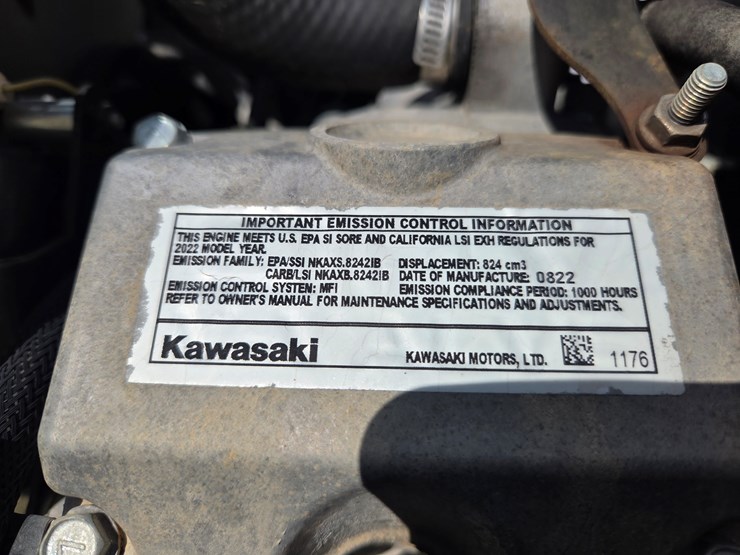 IMPORTANT EMISSION CONTROL INFORMATION
THIS ENGINE MEETS U.S. EPA SI SORE AND CALIFORNIA LSI EXH REGULATIONS FOR
2022 MODEL YEAR.
EMISSION FAMILY: EPA/SSI NKAXS.8242IB DISPLACEMENT: 824 cm3
CARB/LSI NKAXB.8242IB DATE OF MANUFACTURE: 0822
EMISSION CONTROL SYSTEM: MFI EMISSION COMPLIANCE PERIOD: 1000 HOURS
REFER TO OWNER'S MANUAL FOR MAINTENANCE SPECIFICATIONS AND ADJUSTMENTS.
Kawasaki KAWASAKI MOTORS, LTD. 1176